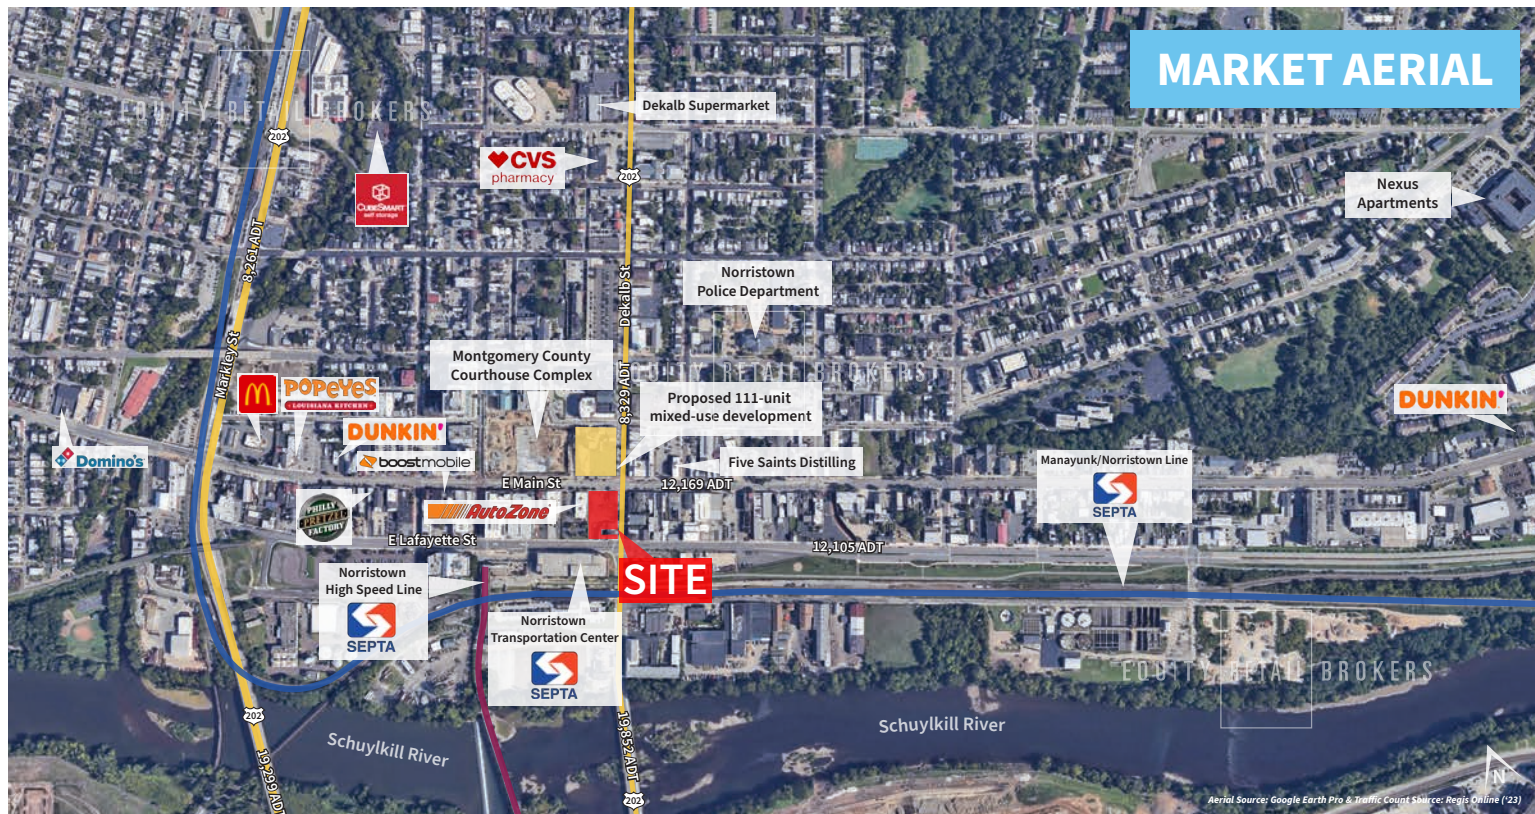 MARKET AERIAL
EQUITY RETAIL BROKERS
Dekalb Supermarket
202
CVS
pharmacy
202
CUBESMART
self storage
Nexus
Apartments
8,261 ADT
Norristown
Police Department
Dekalb St
Markley St
Montgomery County
Courthouse Complex
EQUITY RETAIL BROKERS
8,329 ADT
Proposed 111-unit
mixed-use development
POPEYES
LOUISIANA KITCHEN
DUNKIN'
DUNKIN'
Domino's
boostmobile
Five Saints Distilling
Manayunk/Norristown Line
SEPTA
E Main St
12,169 ADT
PHILLY
PRETZEL
FACTORY
AutoZone
E Lafayette St
12,105 ADT
SITE
Norristown
High Speed Line
SEPTA
Norristown
Transportation Center
SEPTA
EQUITY RETAIL BROKERS
202
Schuylkill River
Schuylkill River
19,299 ADT
19,852 ADT
202
N
Aerial Source: Google Earth Pro & Traffic Count Source: Regis Online ('23)